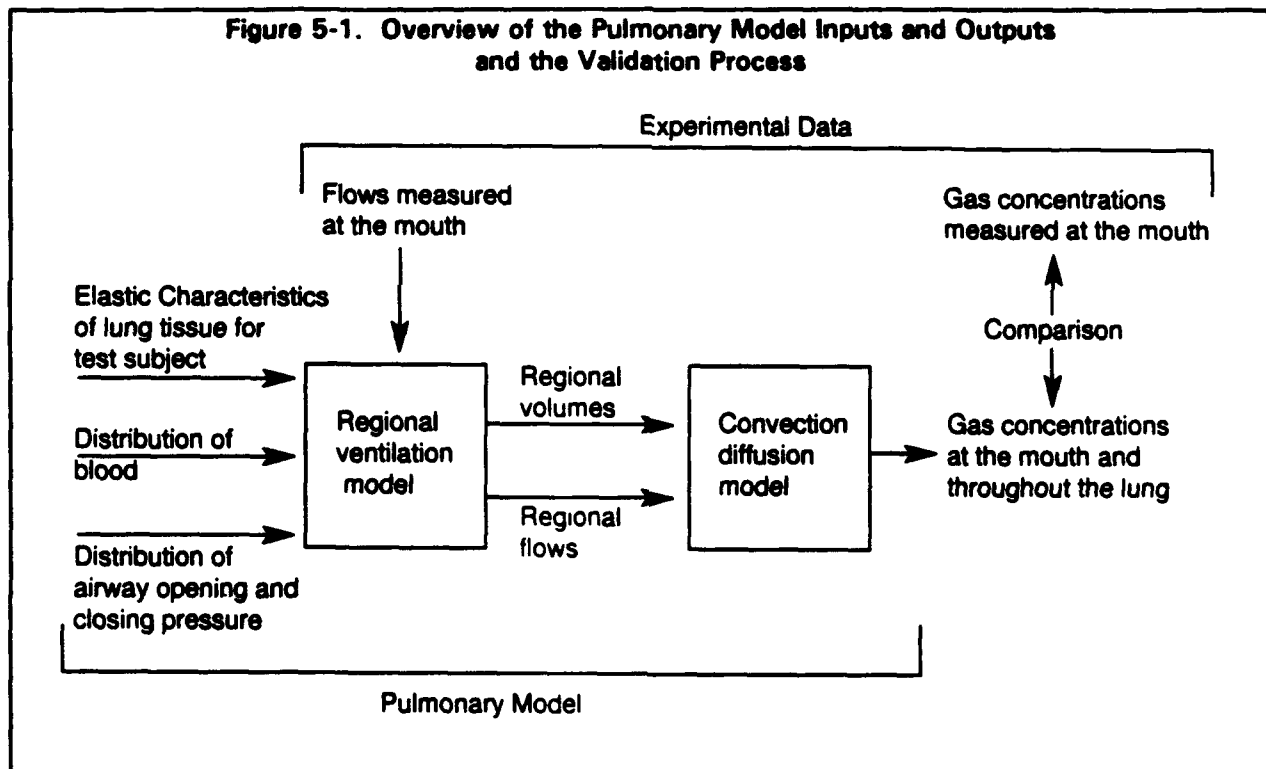 Figure 5-1. Overview of the Pulmonary Model Inputs and Outputs
and the Validation Process
Experimental Data
Flows measured
at the mouth
Gas concentrations
measured at the mouth
Elastic Characteristics
of lung tissue for
test subject
Comparison
Regional
volumes
Distribution of
blood
Regional
ventilation
model
Convection
diffusion
model
Gas concentrations
at the mouth and
throughout the lung
Regional
flows
Distribution of
airway opening and
closing pressure
Pulmonary Model